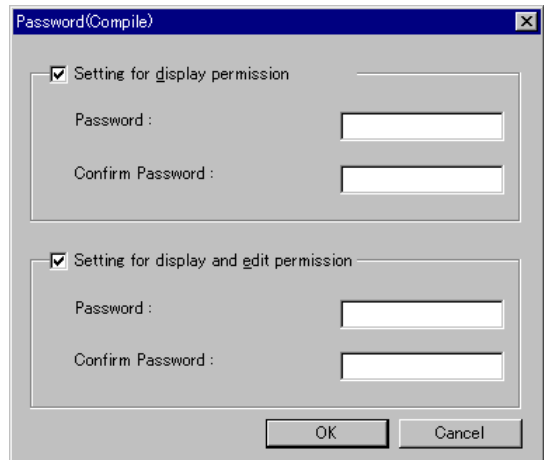 Password(Compile)
Setting for display permission
Password :
Confirm Password :
Setting for display and edit permission
Password :
Confirm Password :
OK Cancel